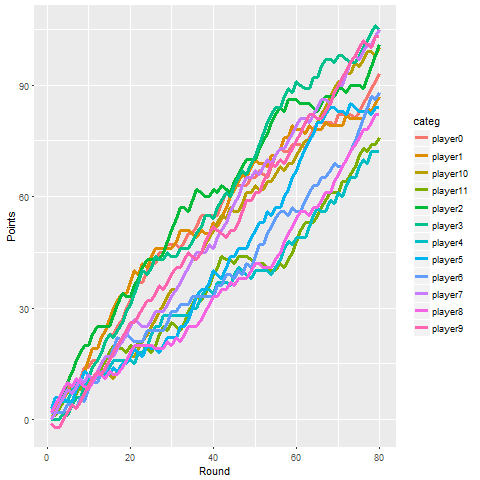 Points
90
60
30
0
0
20
40
60
80
Round
categ
player0
player1
player10
player11
player2
player3
player4
player5
player6
player7
player8
player9